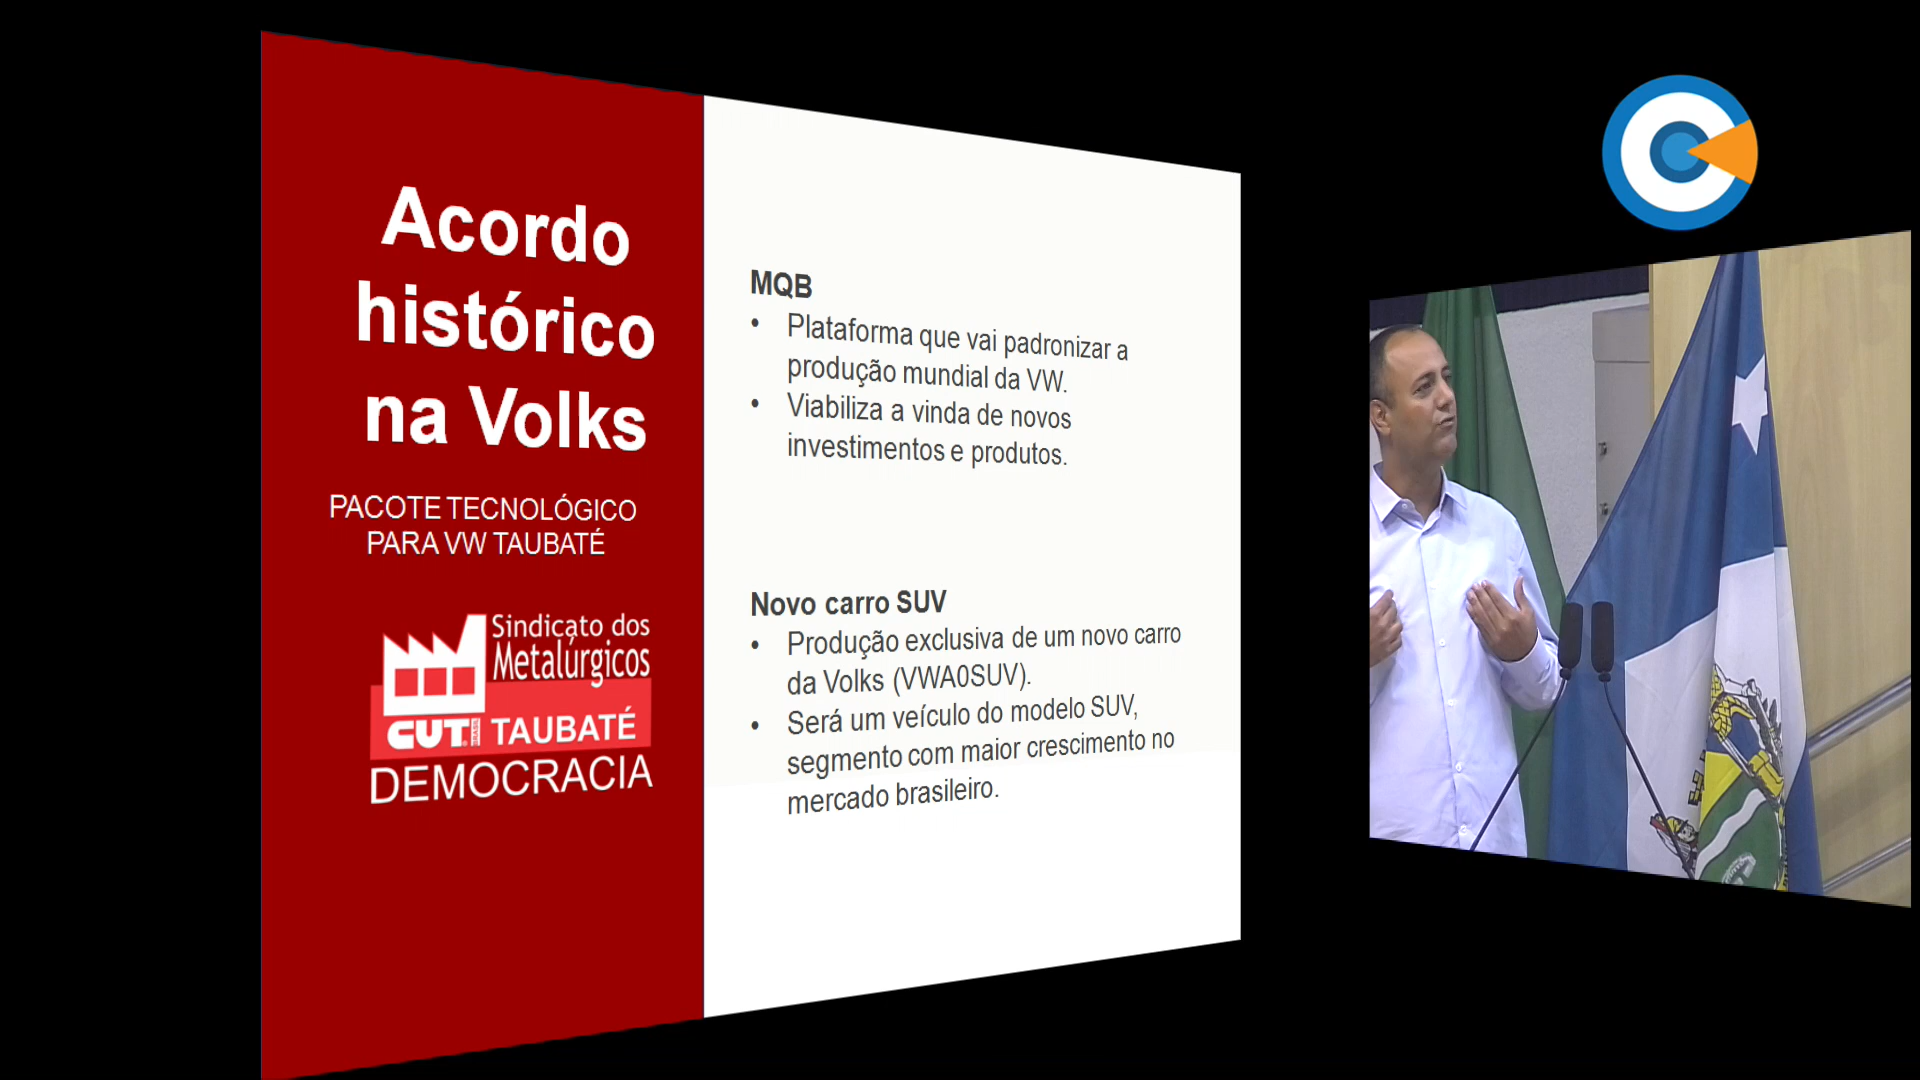 Acordo
histórico
na Volks
PACOTE TECNOLÓGICO
PARA VW TAUBATÉ
Sindicato dos
Metalúrgicos
CUT BRASIL TAUBATÉ
DEMOCRACIA
MQB
• Plataforma que vai padronizar a
produção mundial da VW.
• Viabiliza a vinda de novos
investimentos e produtos.
Novo carro SUV
• Produção exclusiva de um novo carro
da Volks (VWA0SUV).
• Será um veículo do modelo SUV,
segmento com maior crescimento no
mercado brasileiro.